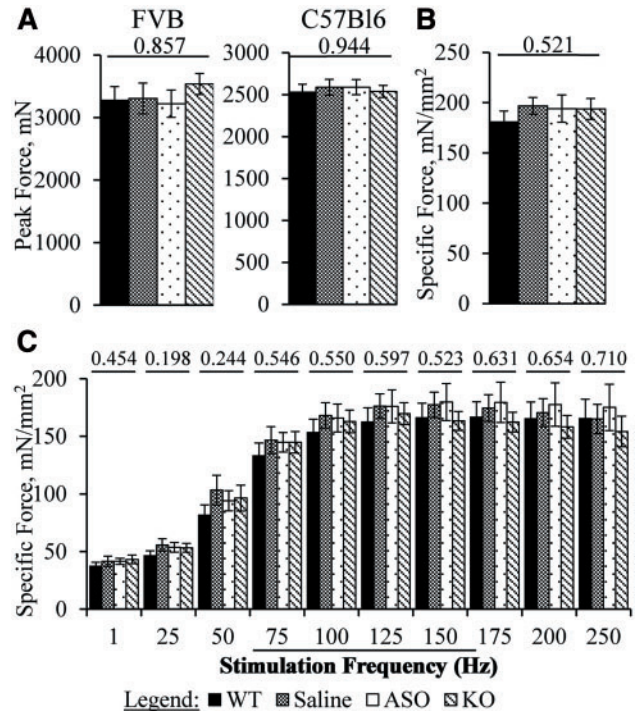 A
FVB
C57Bl6
B
0.857
0.944
0.521
Peak Force, mN
4000
3000
2000
1000
0
3000
2500
2000
1500
1000
500
0
Specific Force, mN/mm²
250
200
150
100
50
0
C
0.454 0.198 0.244 0.546 0.550 0.597 0.523 0.631 0.654 0.710
Specific Force, mN/mm²
200
150
100
50
0
1 25 50 75 100 125 150 175 200 250
Stimulation Frequency (Hz)
Legend: WT Saline ASO KO